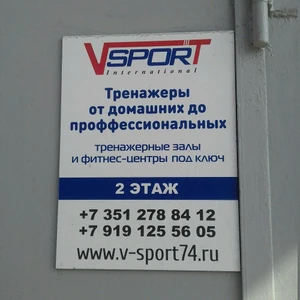 VSPORT
International
Тренажеры
от домашних до
проффессиональных
тренажерные залы
и фитнес-центры под ключ
2 ЭТАЖ
+7 351 278 84 12
+7 919 125 56 05
www.v-sport74.ru